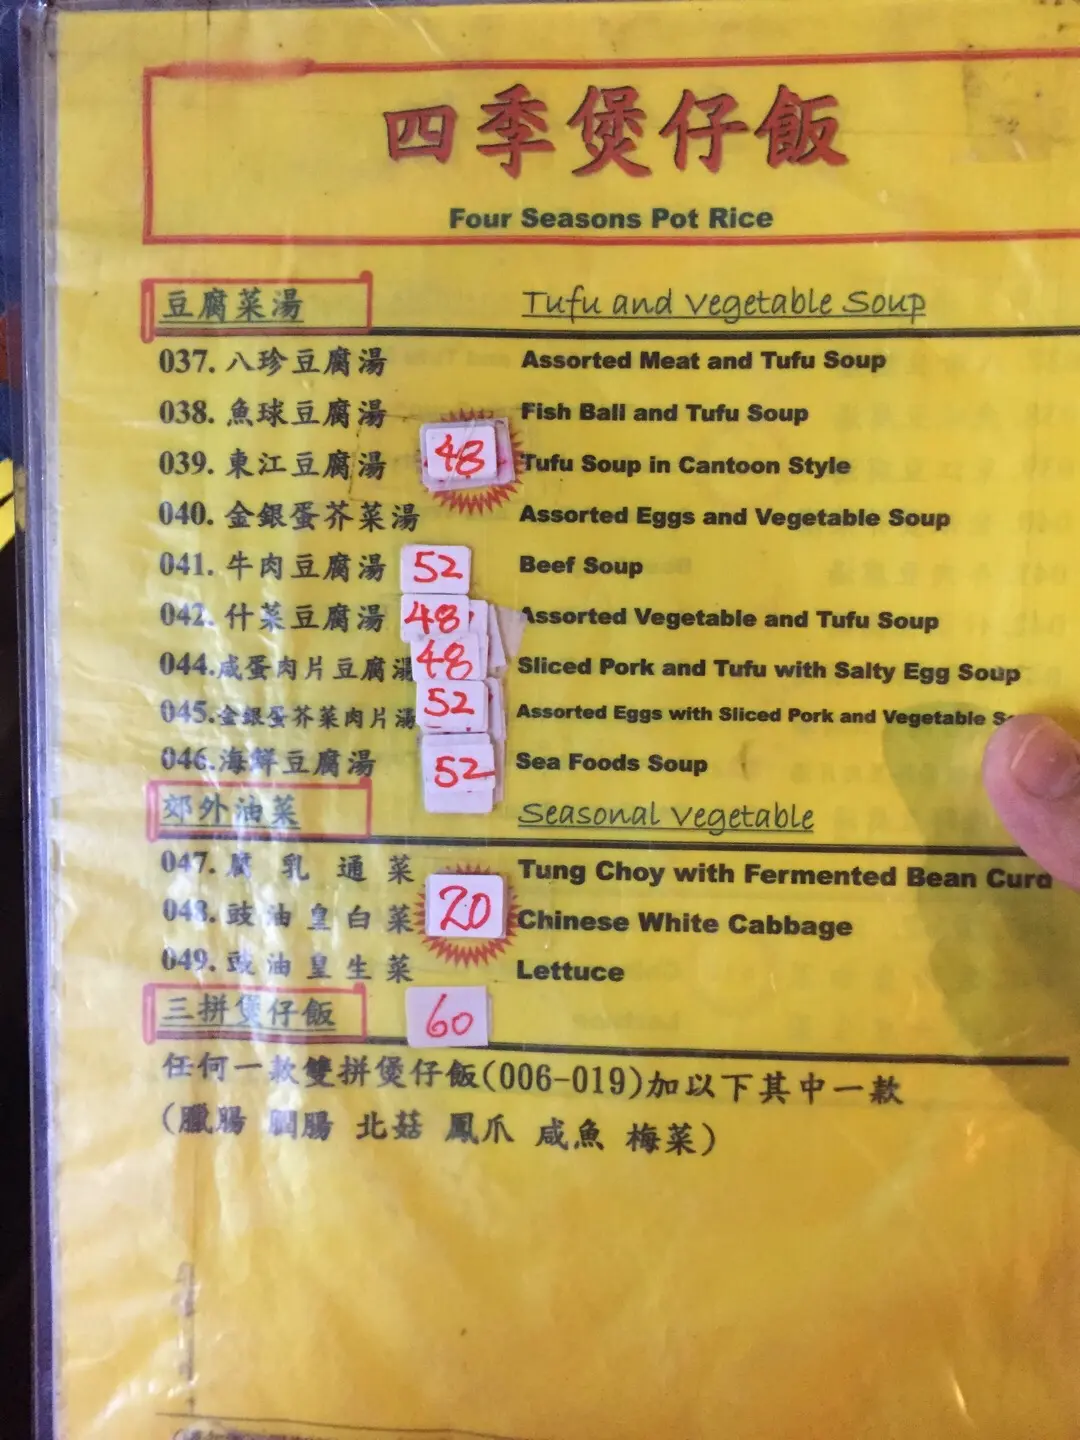 四季煲仔飯
Four Seasons Pot Rice
豆腐菜湯 Tufu and Vegetable Soup
037. 八珍豆腐湯 Assorted Meat and Tufu Soup
038. 魚球豆腐湯 Fish Ball and Tufu Soup
039. 東江豆腐湯 48 Tufu Soup in Cantoon Style
040. 金銀蛋芥菜湯 Assorted Eggs and Vegetable Soup
041. 牛肉豆腐湯 52 Beef Soup
042. 什菜豆腐湯 48 Assorted Vegetable and Tufu Soup
044. 咸蛋肉片豆腐湯 48 Sliced Pork and Tufu with Salty Egg Soup
045. 金銀蛋芥菜肉片湯 52 Assorted Eggs with Sliced Pork and Vegetable
046. 海鮮豆腐湯 52 Sea Foods Soup
郊外油菜 Seasonal Vegetable
047. 腐乳通菜 Tung Choy with Fermented Bean Curd
048. 豉油皇白菜 20 Chinese White Cabbage
049. 豉油皇生菜 Lettuce
三拼煲仔飯 60
任何一款雙拼煲仔飯(006-019)加以下其中一款
(臘腸 膶腸 北菇 鳳爪 咸魚 梅菜)